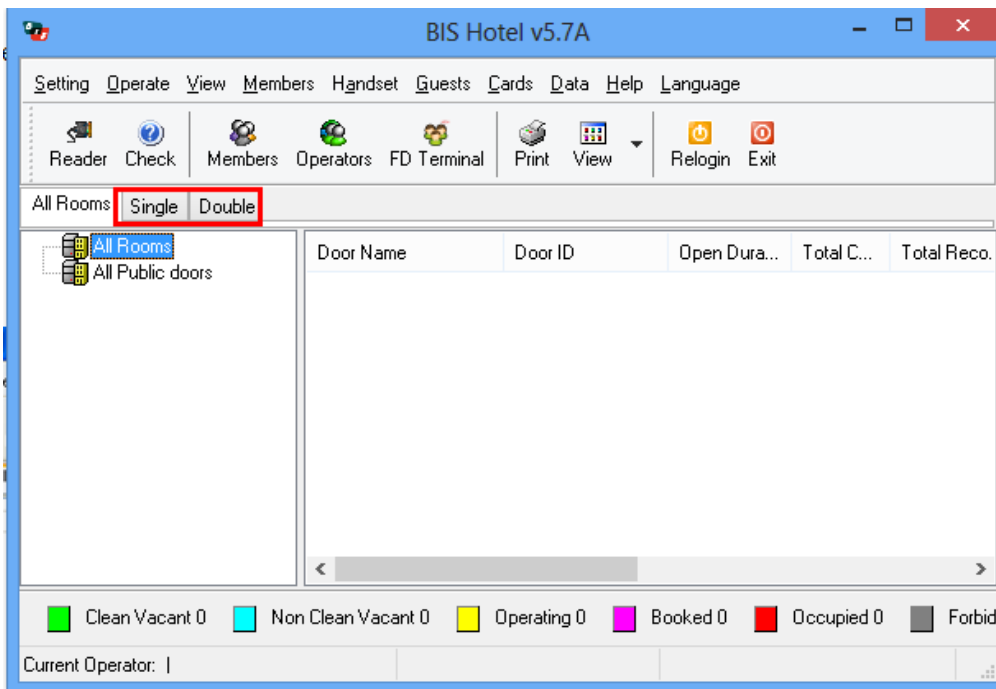 BIS Hotel v5.7A
Setting Operate View Members Handset Guests Cards Data Help Language
Reader Check Members Operators FD Terminal Print View Relogin Exit
All Rooms Single Double
All Rooms
All Public doors
Door Name Door ID Open Dura... Total C... Total Reco.
Clean Vacant 0 Non Clean Vacant 0 Operating 0 Booked 0 Occupied 0 Forbid
Current Operator: |